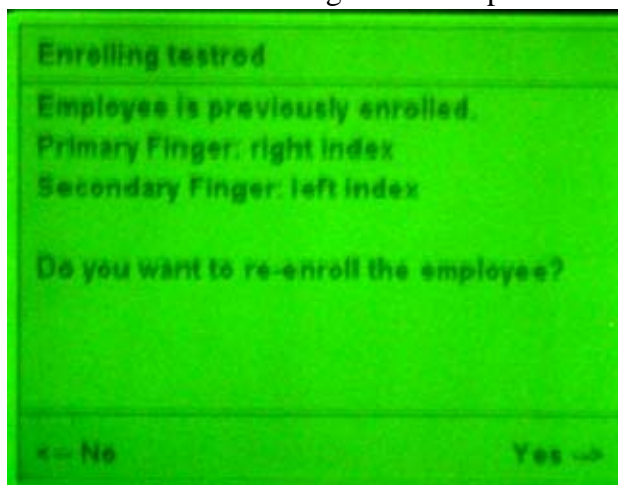 Enrolling testrod
Employee is previously enrolled.
Primary Finger: right index
Secondary Finger: left index
Do you want to re-enroll the employee?
<-- No
Yes -->